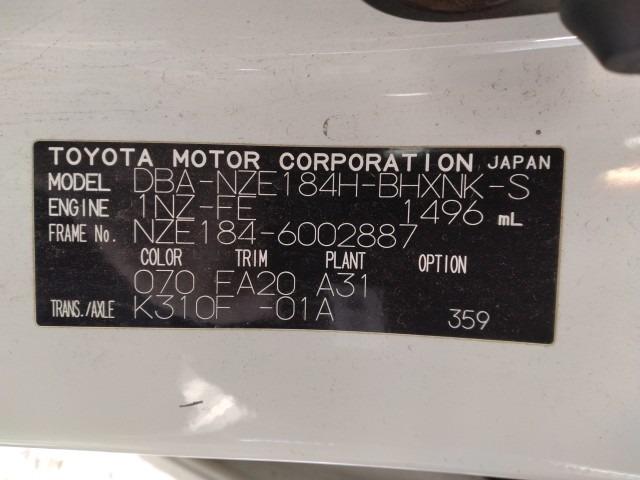 TOYOTA MOTOR CORPORATION JAPAN
MODEL DBA-NZE184H-BHXNK-S
ENGINE 1NZ-FE 1496 mL
FRAME No. NZE184-6002887
COLOR TRIM PLANT OPTION
070 FA20 A31
TRANS./AXLE K310F -01A 359